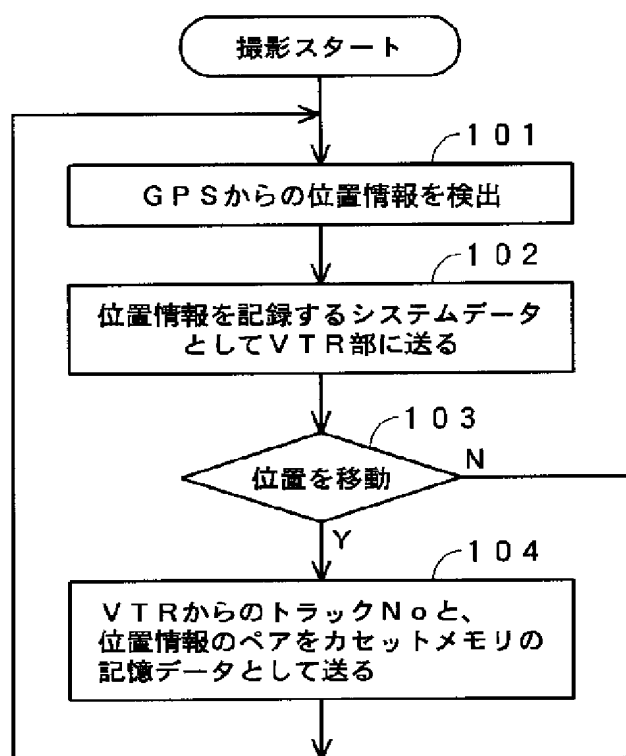 撮影スタート
101
GPSからの位置情報を検出
102
位置情報を記録するシステムデータ
としてVTR部に送る
103
位置を移動
N
Y
104
VTRからのトラックNoと、
位置情報のペアをカセットメモリの
記憶データとして送る